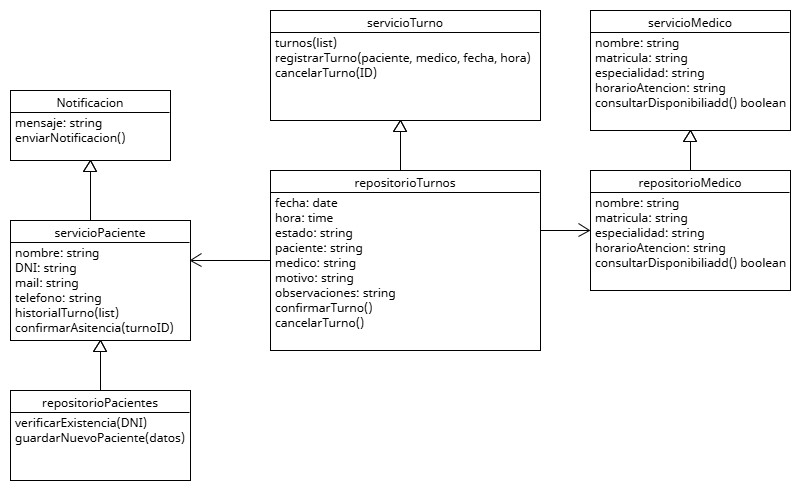 servicioTurno
turnos(list)
registrarTurno(paciente, medico, fecha, hora)
cancelarTurno(ID)
servicioMedico
nombre: string
matricula: string
especialidad: string
horarioAtencion: string
consultarDisponibiliadd() boolean
Notificacion
mensaje: string
enviarNotificacion()
repositorioTurnos
fecha: date
hora: time
estado: string
paciente: string
medico: string
motivo: string
observaciones: string
confirmarTurno()
cancelarTurno()
repositorioMedico
nombre: string
matricula: string
especialidad: string
horarioAtencion: string
consultarDisponibiliadd() boolean
servicioPaciente
nombre: string
DNI: string
mail: string
telefono: string
historialTurno(list)
confirmarAsitencia(turnoID)
repositorioPacientes
verificarExistencia(DNI)
guardarNuevoPaciente(datos)